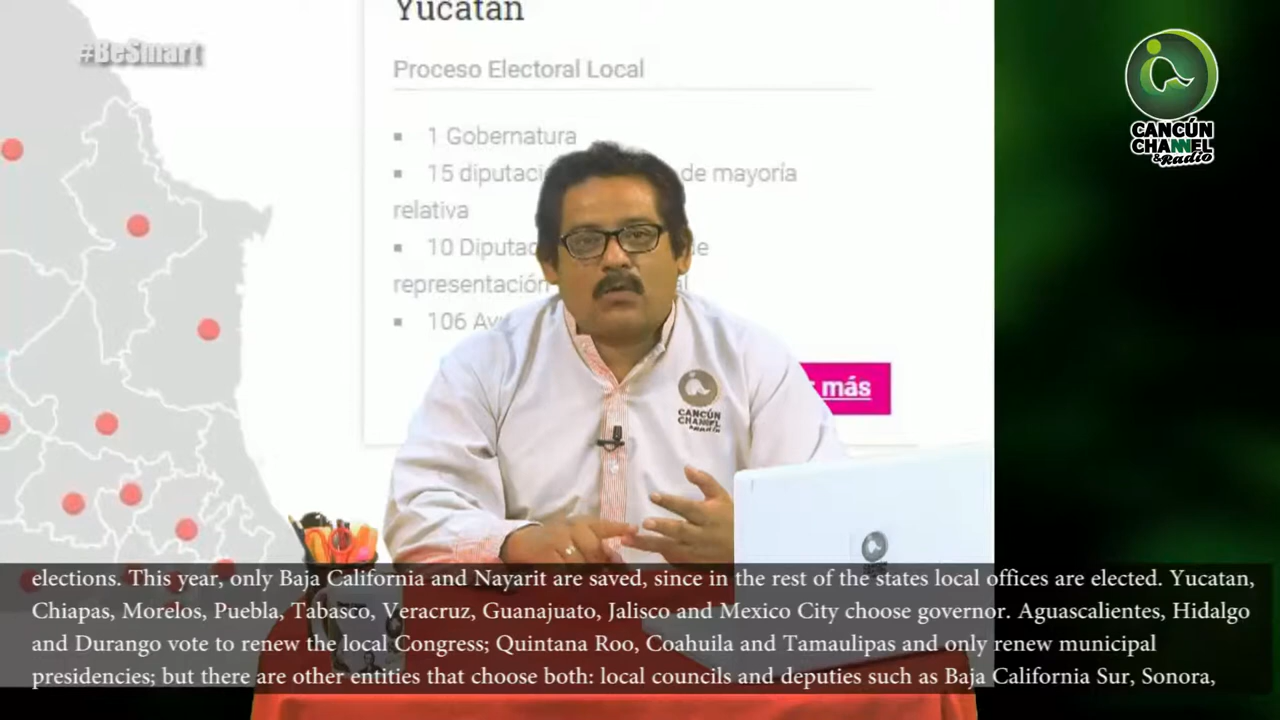 Yucatán
#BeSmart
Proceso Electoral Local
1 Gobernatura
15 de mayoría
relativa
10
representación
106
más
CANCÚN
CHANNEL
&Radio
CANCÚN
CHANNEL
elections. This year, only Baja California and Nayarit are saved, since in the rest of the states local offices are elected. Yucatan,
Chiapas, Morelos, Puebla, Tabasco, Veracruz, Guanajuato, Jalisco and Mexico City choose governor. Aguascalientes, Hidalgo
and Durango vote to renew the local Congress; Quintana Roo, Coahuila and Tamaulipas and only renew municipal
presidencies; but there are other entities that choose both: local councils and deputies such as Baja California Sur, Sonora,